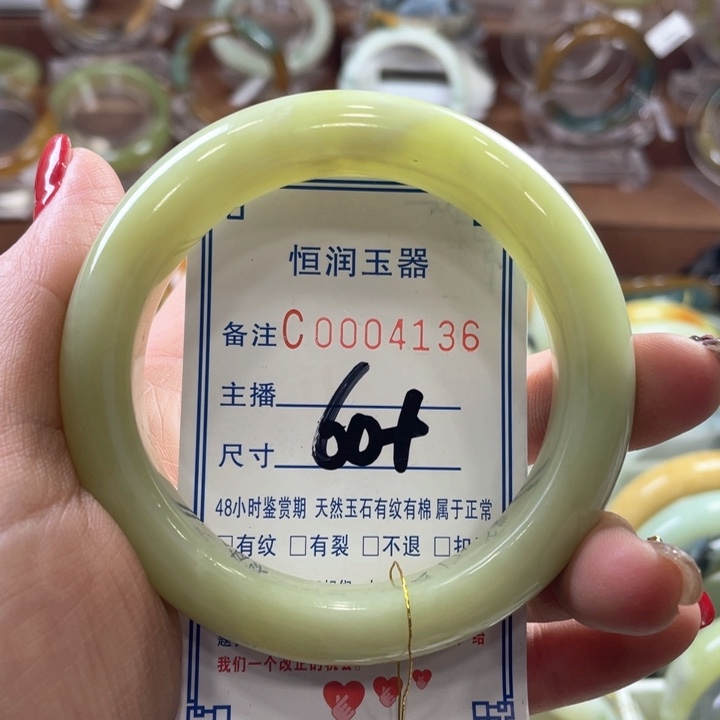 恒润玉器
备注C0004136
主播
尺寸 60+
48小时鉴赏期 天然玉石有纹有棉 属于正常
□有纹 □有裂 □不退 □
我们一个改正的机会